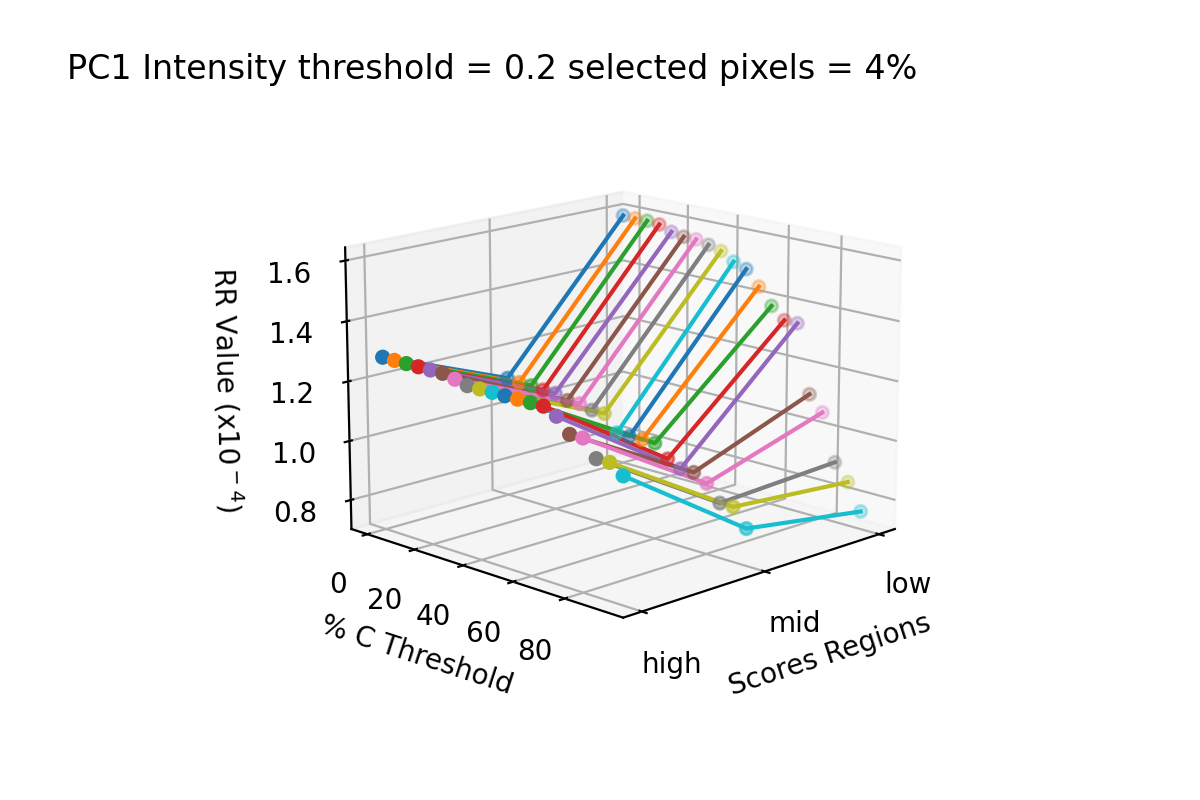 PC1 Intensity threshold = 0.2 selected pixels = 4%
RR Value (x10⁻⁴)
1.6
1.4
1.2
1.0
0.8
0
20
40
60
80
% C Threshold
high
mid
low
Scores Regions